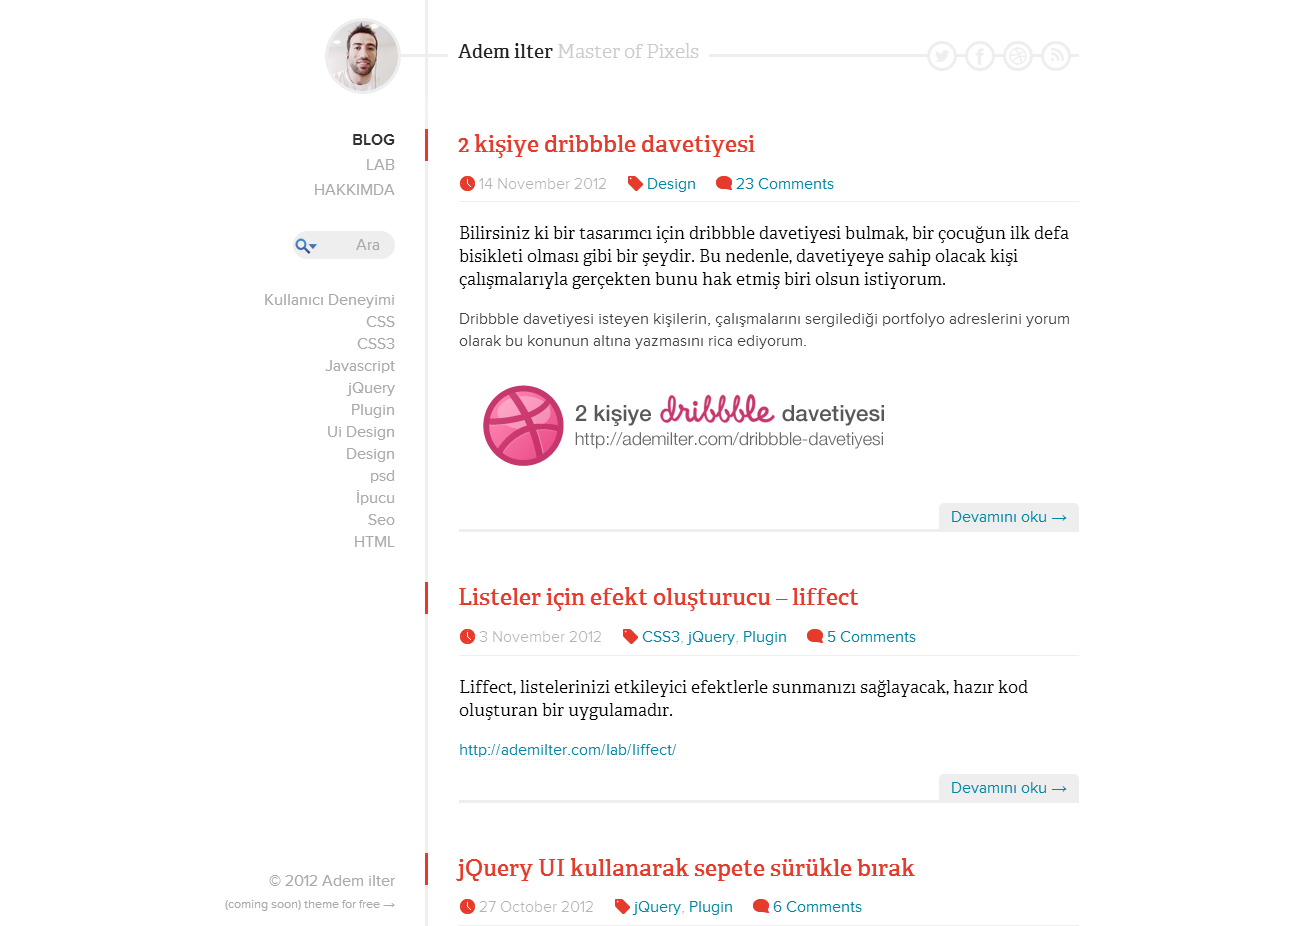 Adem ilter Master of Pixels
BLOG
LAB
HAKKIMDA
Ara
Kullanıcı Deneyimi
CSS
CSS3
Javascript
jQuery
Plugin
Ui Design
Design
psd
İpucu
Seo
HTML
© 2012 Adem ilter
(coming soon) theme for free →
2 kişiye dribbble davetiyesi
14 November 2012 Design 23 Comments
Bilirsiniz ki bir tasarımcı için dribbble davetiyesi bulmak, bir çocuğun ilk defa
bisikleti olması gibi bir şeydir. Bu nedenle, davetiyeye sahip olacak kişi
çalışmalarıyla gerçekten bunu hak etmiş biri olsun istiyorum.
Dribbble davetiyesi isteyen kişilerin, çalışmalarını sergilediği portfolyo adreslerini yorum
olarak bu konunun altına yazmasını rica ediyorum.
2 kişiye dribbble davetiyesi
http://ademilter.com/dribbble-davetiyesi
Devamını oku →
Listeler için efekt oluşturucu – liffect
3 November 2012 CSS3, jQuery, Plugin 5 Comments
Liffect, listelerinizi etkileyici efektlerle sunmanızı sağlayacak, hazır kod
oluşturan bir uygulamadır.
http://ademilter.com/lab/liffect/
Devamını oku →
jQuery UI kullanarak sepete sürükle bırak
27 October 2012 jQuery, Plugin 6 Comments